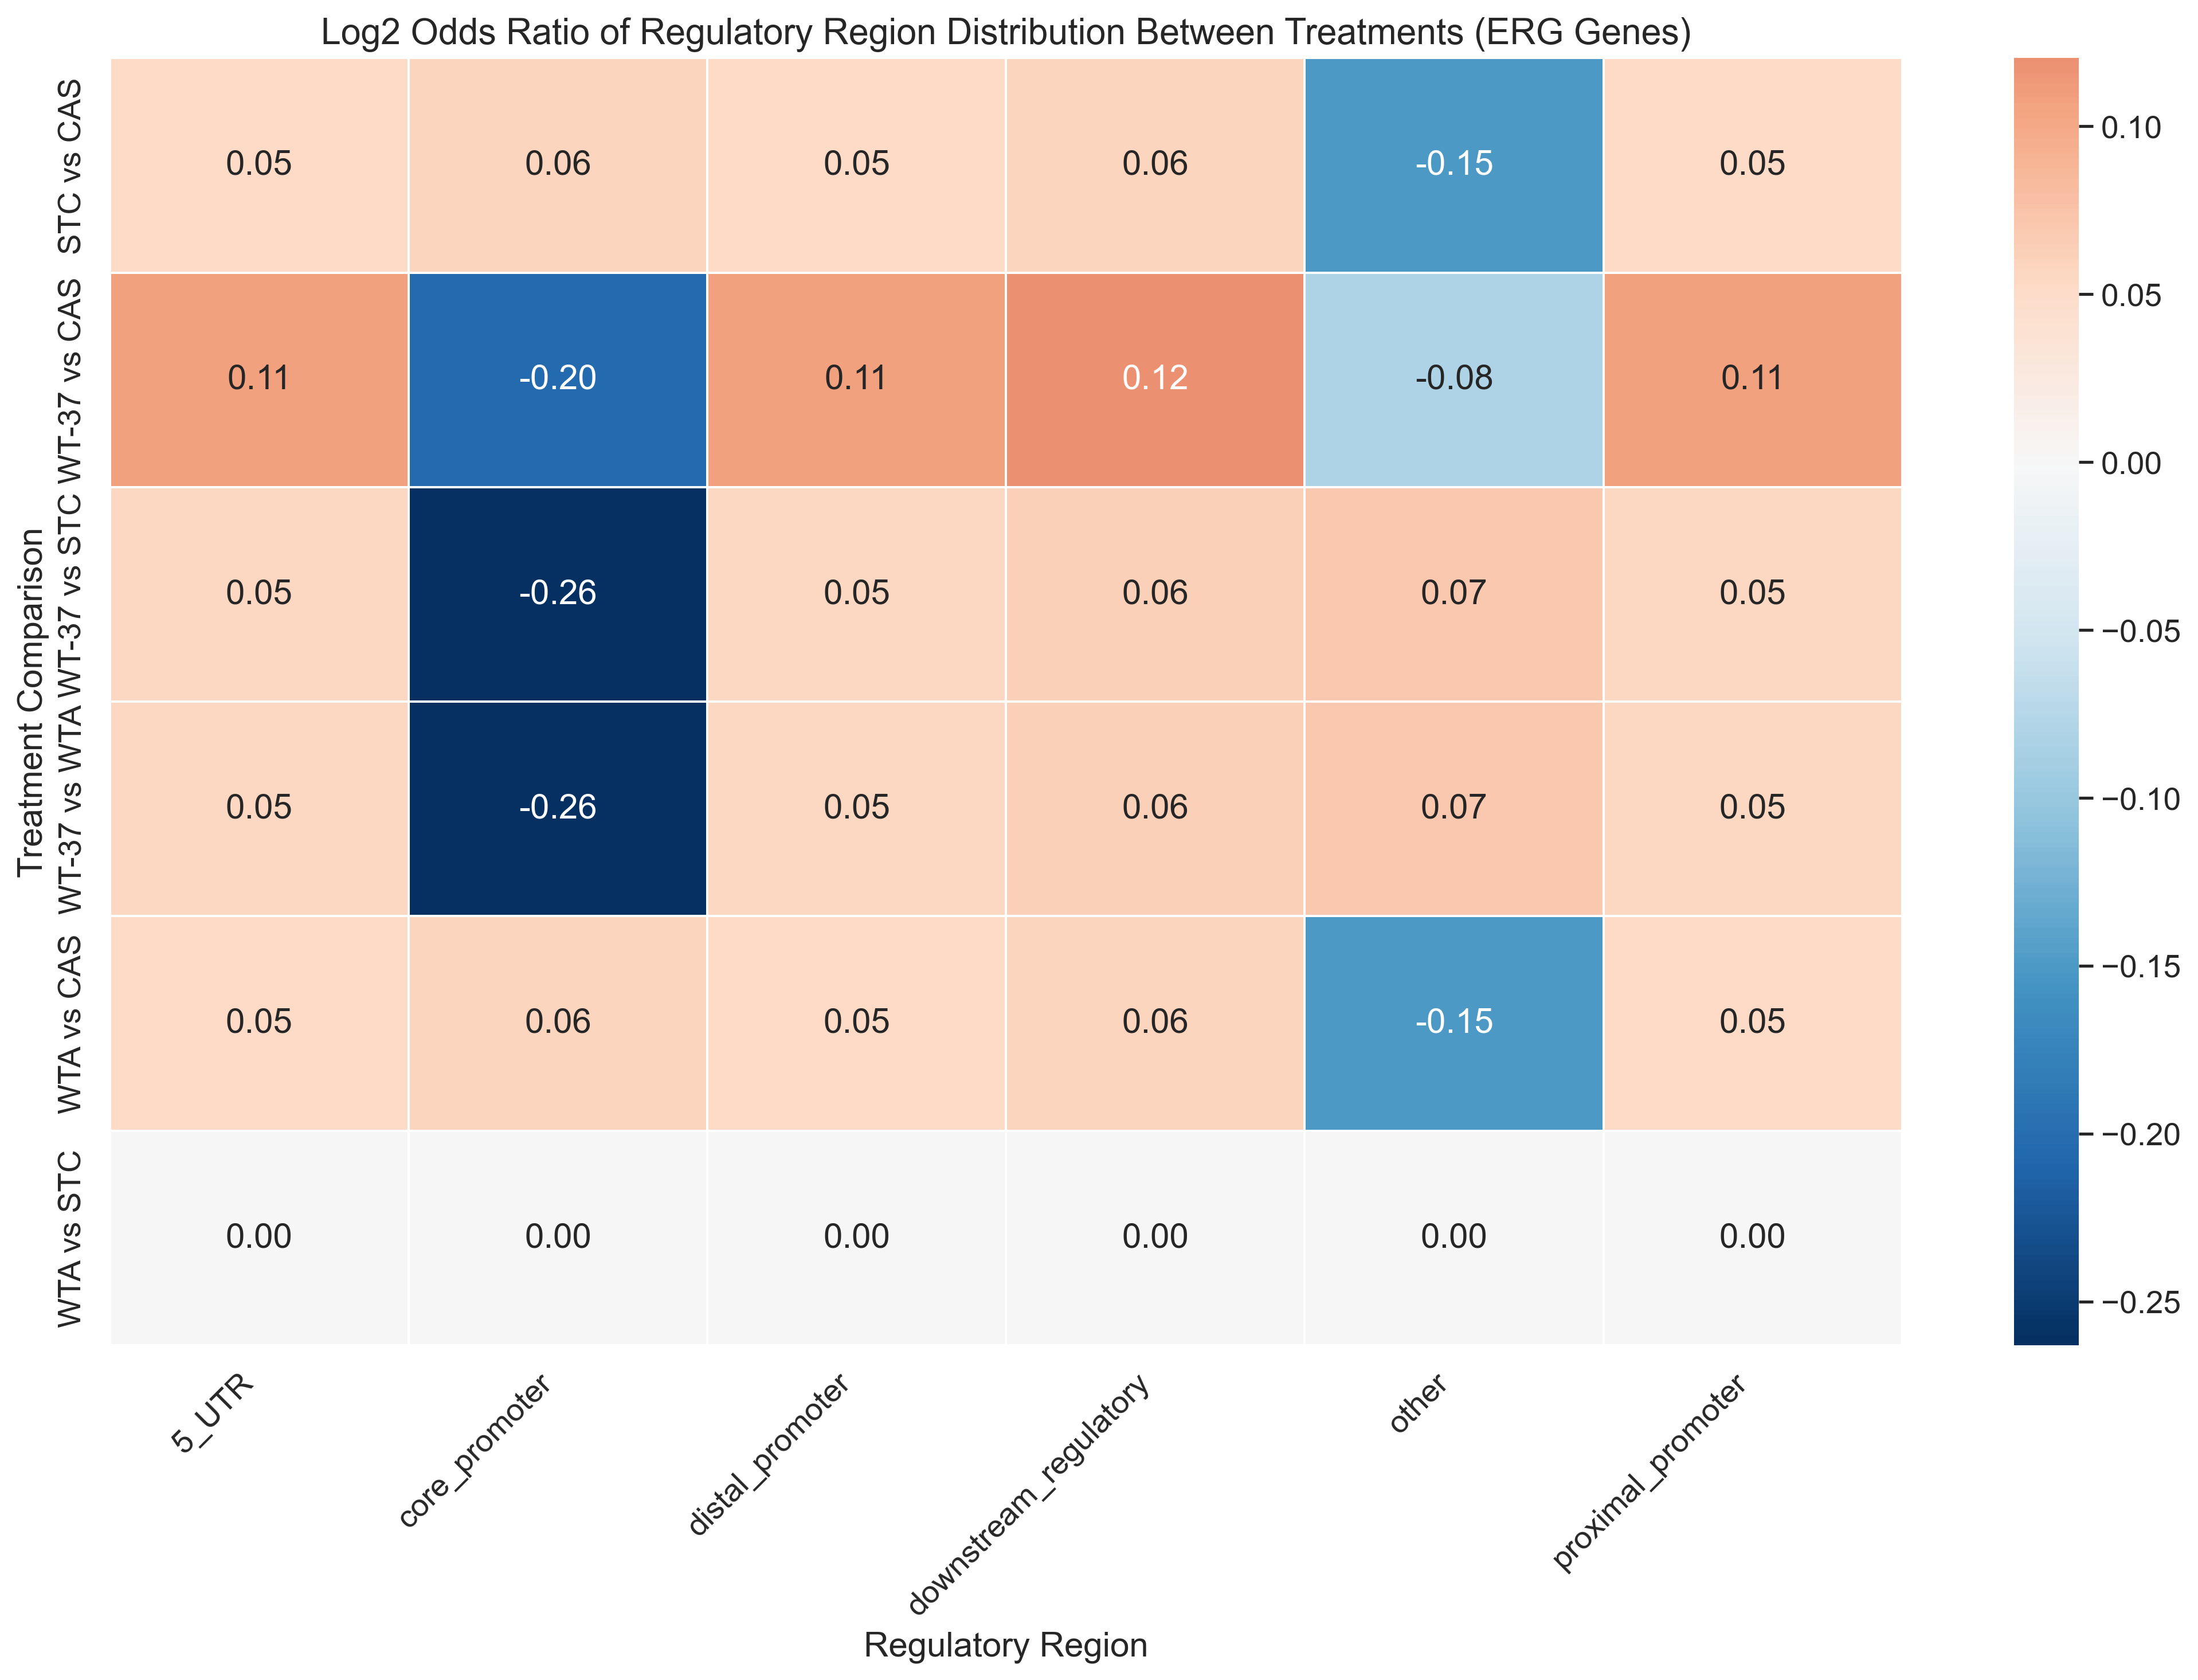 Log2 Odds Ratio of Regulatory Region Distribution Between Treatments (ERG Genes)
Treatment Comparison
STC vs CAS
0.05 0.06 0.05 0.06 -0.15 0.05
WT-37 vs CAS
0.11 -0.20 0.11 0.12 -0.08 0.11
WT-37 vs STC
0.05 -0.26 0.05 0.06 0.07 0.05
WT-37 vs WTA
0.05 -0.26 0.05 0.06 0.07 0.05
WTA vs CAS
0.05 0.06 0.05 0.06 -0.15 0.05
WTA vs STC
0.00 0.00 0.00 0.00 0.00 0.00
5_UTR
core_promoter
distal_promoter
downstream_regulatory
other
proximal_promoter
Regulatory Region
0.10
0.05
0.00
−0.05
−0.10
−0.15
−0.20
−0.25